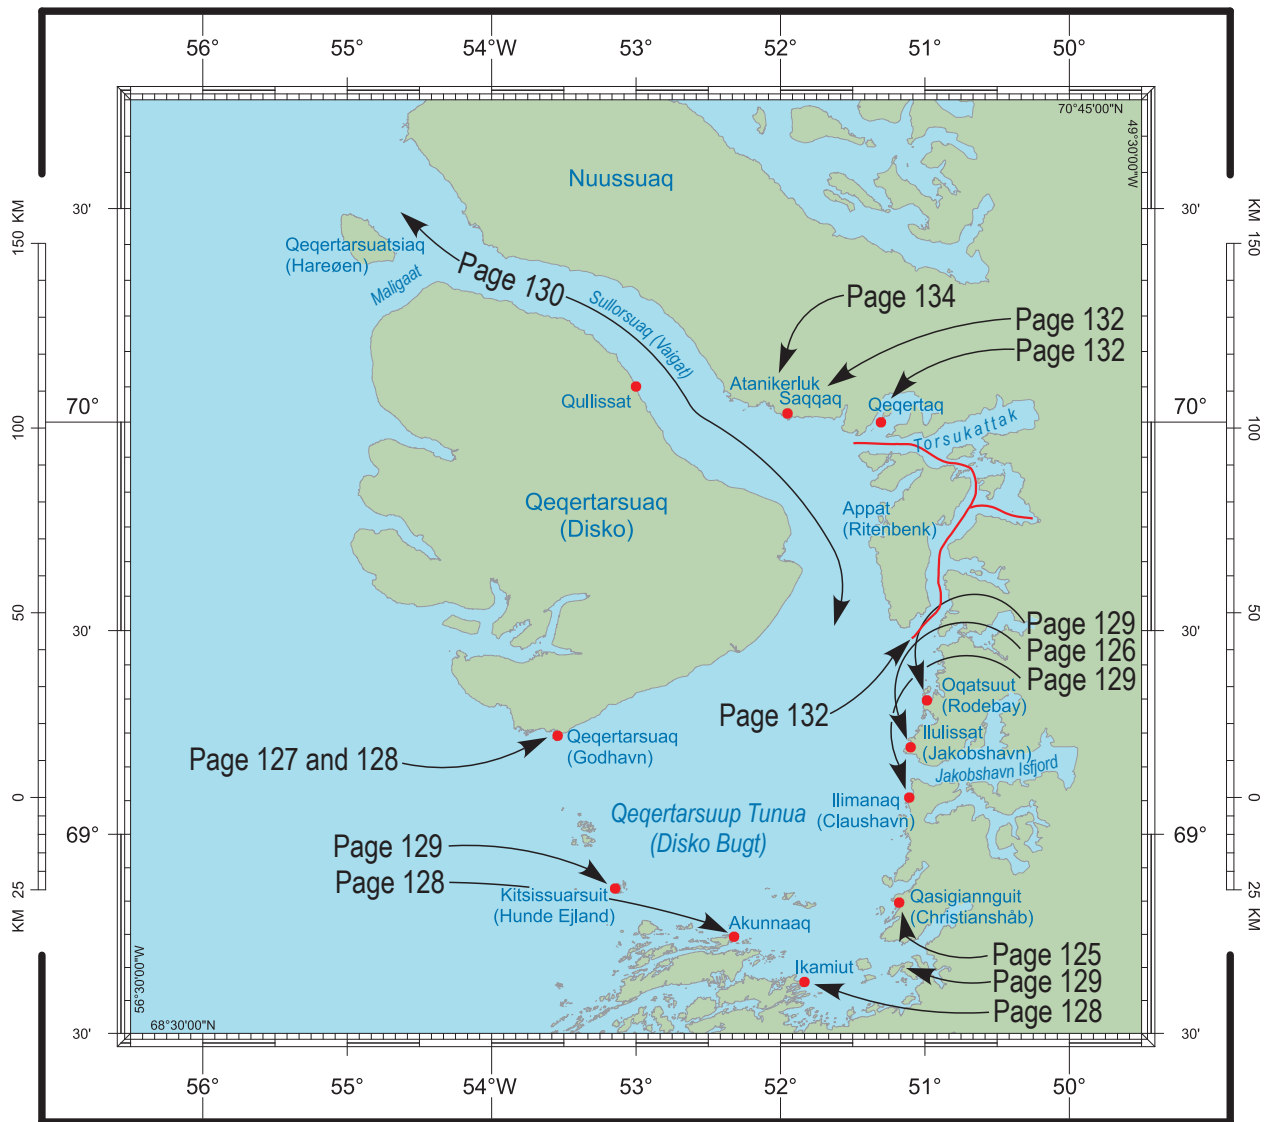 56°
55°
54°W
53°
52°
51°
50°
70°45'00"N
49°30'00"W
Nuussuaq
30'
30'
KM
150
KM
150
Qeqertarsuatsiaq
(Hareøen)
Maligaat
Page 130
Sullorsuaq (Vaigat)
Page 134
Page 132
Page 132
Atanikerluk
Saqqaq
Qeqertaq
Qullissat
70°
70°
100
100
Torsukattak
Qeqertarsuaq
(Disko)
Appat
(Ritenbenk)
50
50
30'
30'
Page 129
Page 126
Page 129
Oqatsuut
(Rodebay)
Page 132
Ilulissat
(Jakobshavn)
Jakobshavn Isfjord
Qeqertarsuaq
(Godhavn)
Page 127 and 128
0
0
Ilimanaq
(Claushavn)
Qeqertarsuup Tunua
(Disko Bugt)
69°
69°
Page 129
Page 128
Kitsissuarsuit
(Hunde Ejland)
Qasigiannguit
(Christianshåb)
25
KM
25
KM
Akunnaaq
Ikamiut
Page 125
Page 129
Page 128
56°30'00"W
68°30'00"N
30'
30'
56°
55°
54°W
53°
52°
51°
50°